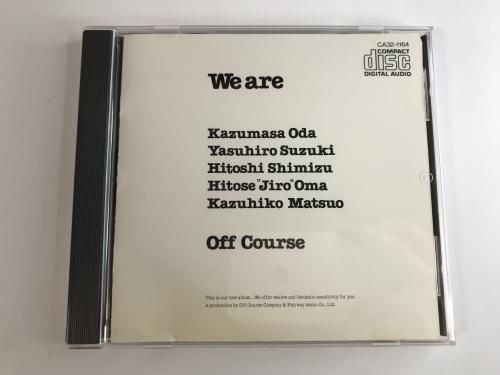 CA32-1164
COMPACT
disc
DIGITAL AUDIO
We are
Kazumasa Oda
Yasuhiro Suzuki
Hitoshi Shimizu
Hitose "Jiro" Oma
Kazuhiko Matsuo
Off Course
This is our new album... We offer mellow and fantastic sensitivity for you.
A production by Off Course Company & Fairway music Co., Ltd.